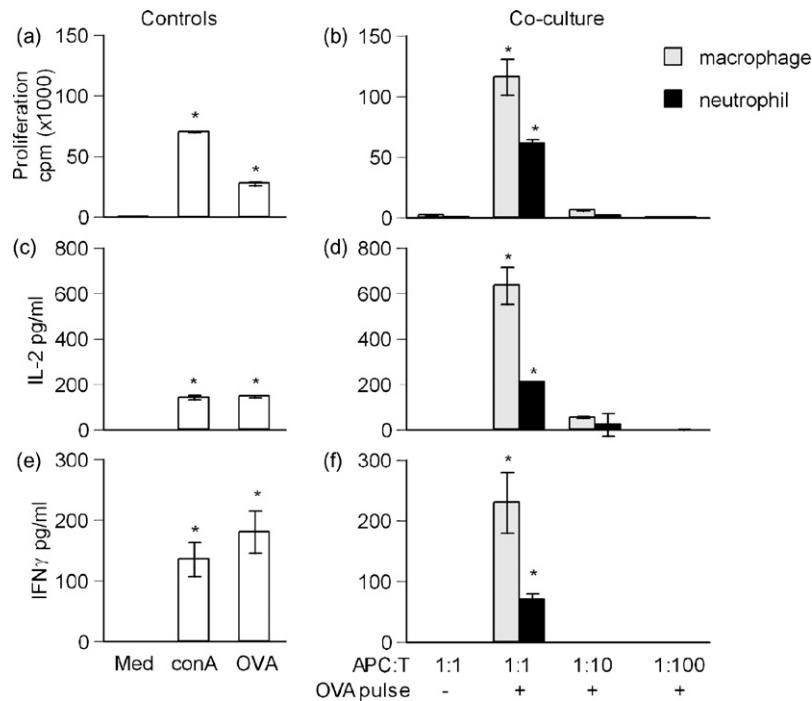 Controls
Co-culture
(a)
Proliferation
cpm (x1000)
150
100
50
0
*
*
(b)
150
100
50
0
*
*
macrophage
neutrophil
(c)
IL-2 pg/ml
800
600
400
200
0
*
*
(d)
800
600
400
200
0
*
*
(e)
IFNγ pg/ml
300
200
100
0
*
*
Med conA OVA
(f)
300
200
100
0
*
*
APC:T 1:1 1:1 1:10 1:100
OVA pulse - + + +